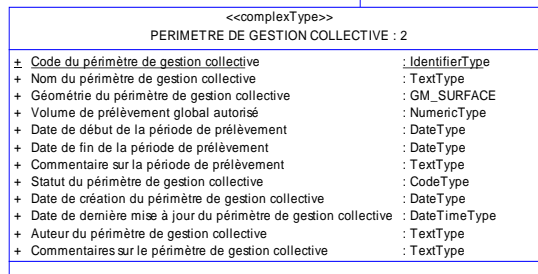 <<complexType>>
PERIMETRE DE GESTION COLLECTIVE : 2
+ Code du périmètre de gestion collective : IdentifierType
+ Nom du périmètre de gestion collective : TextType
+ Géométrie du périmètre de gestion collective : GM_SURFACE
+ Volume de prélèvement global autorisé : NumericType
+ Date de début de la période de prélèvement : DateType
+ Date de fin de la période de prélèvement : DateType
+ Commentaire sur la période de prélèvement : TextType
+ Statut du périmètre de gestion collective : CodeType
+ Date de création du périmètre de gestion collective : DateType
+ Date de dernière mise à jour du périmètre de gestion collective : DateTimeType
+ Auteur du périmètre de gestion collective : TextType
+ Commentaires sur le périmètre de gestion collective : TextType